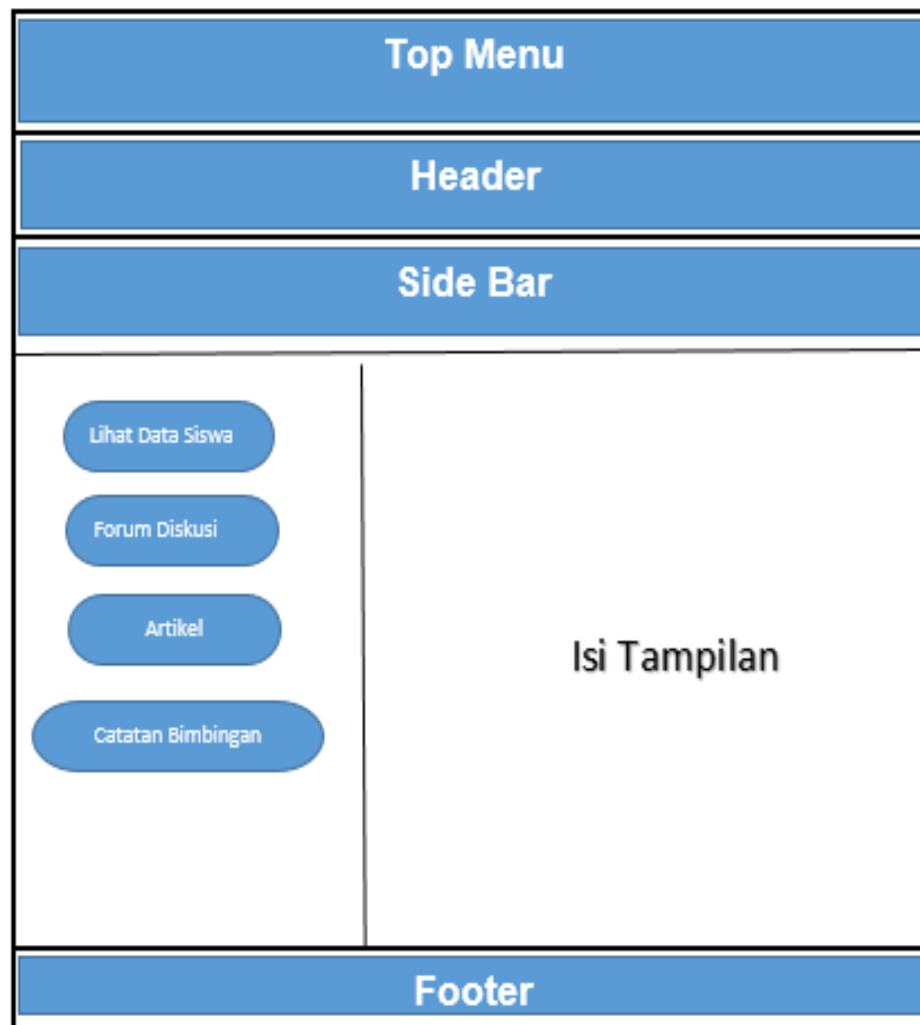 Top Menu
Header
Side Bar
Lihat Data Siswa
Forum Diskusi
Artikel
Catatan Bimbingan
Isi Tampilan
Footer